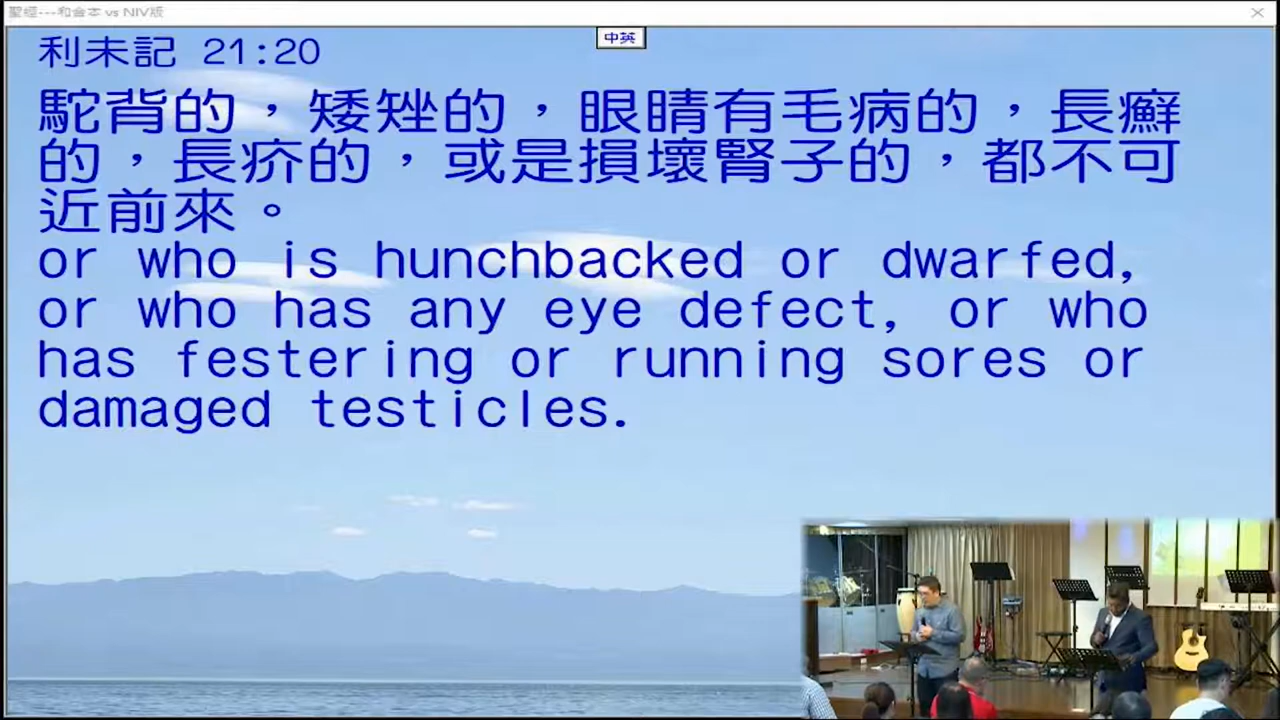 聖經---和合本 vs NIV版
中英
利未記 21:20
駝背的，矮矬的，眼睛有毛病的，長癬
的，長疥的，或是損壞腎子的，都不可
近前來。
or who is hunchbacked or dwarfed,
or who has any eye defect, or who
has festering or running sores or
damaged testicles.